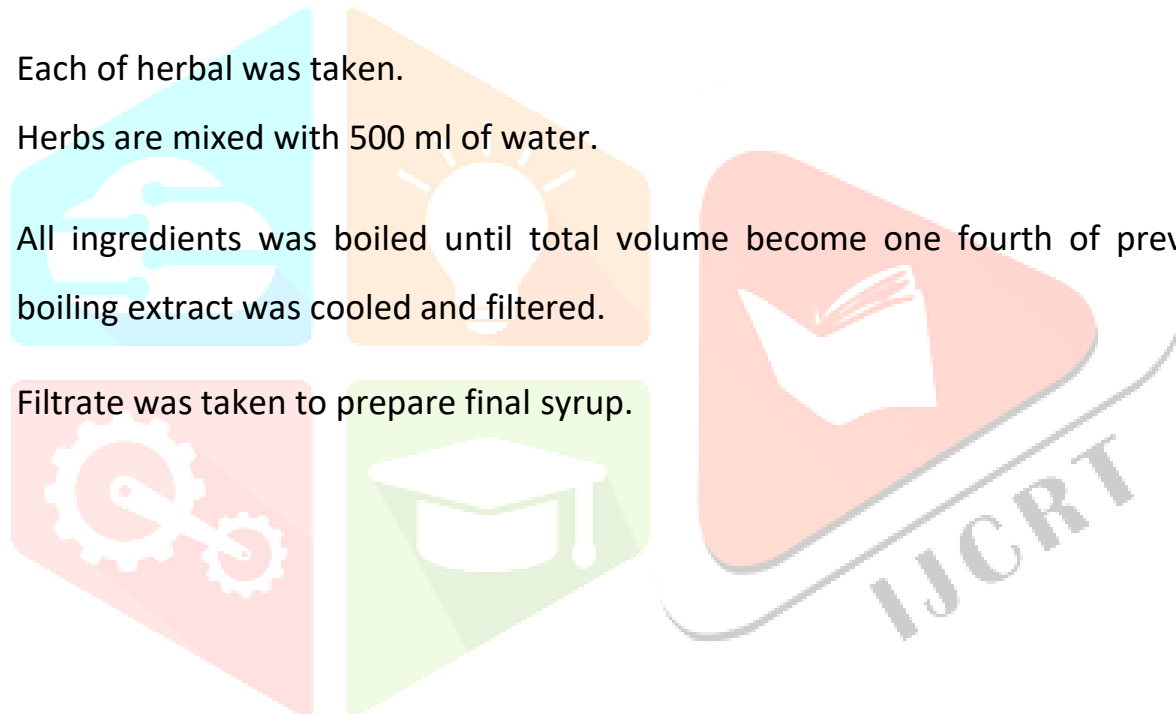 Each of herbal was taken.
Herbs are mixed with 500 ml of water.
All ingredients was boiled until total volume become one fourth of prev
boiling extract was cooled and filtered.
Filtrate was taken to prepare final syrup.
IJCRT